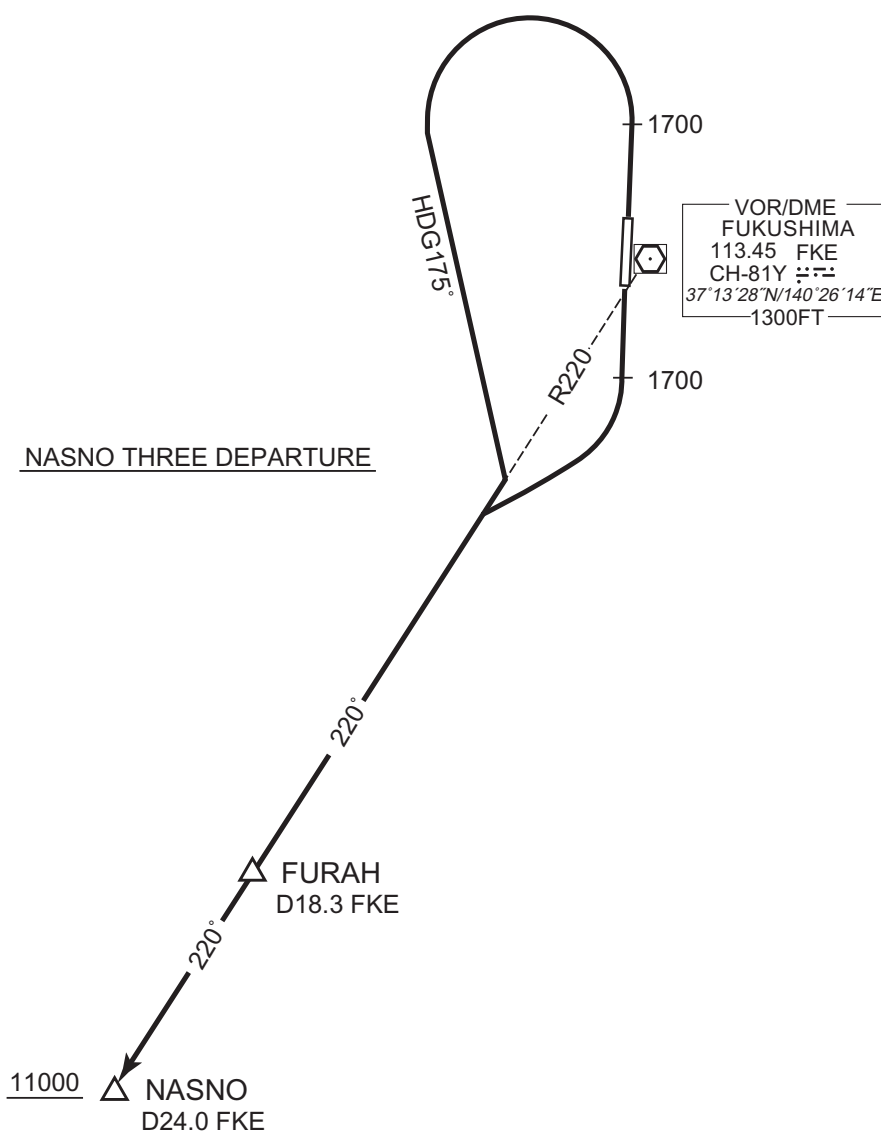 1700
HDG175°
VOR/DME
FUKUSHIMA
113.45 FKE
CH-81Y
37°13′28″N/140°26′14″E
1300FT
R220
1700
NASNO THREE DEPARTURE
220°
FURAH
D18.3 FKE
220°
11000
NASNO
D24.0 FKE